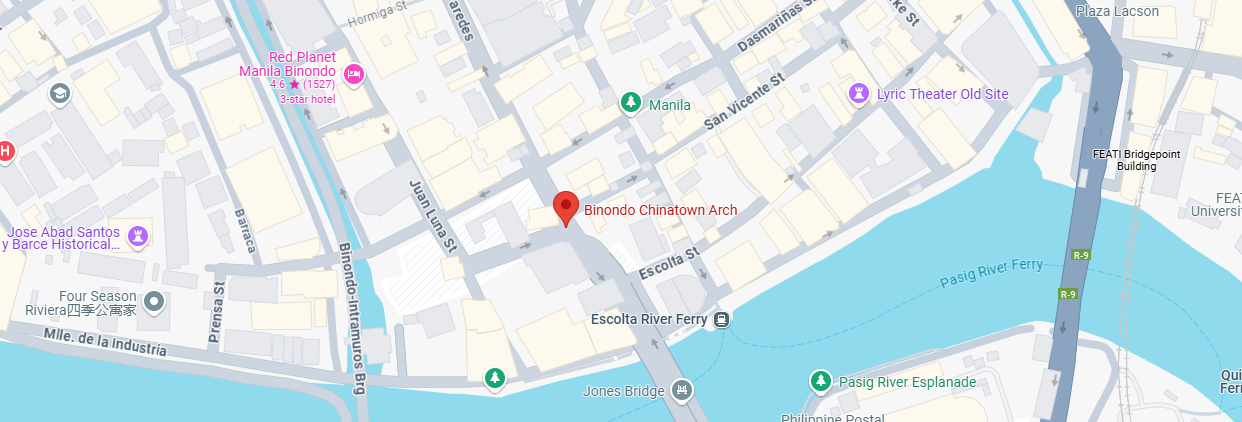 Hormiga St
aredes
Dasmariñas St
rke St
Plaza Lacson
Red Planet
Manila Binondo
4.6 ★ (1527)
3-star hotel
Manila
San Vicente St
Lyric Theater Old Site
FEATI Bridgepoint
Building
H
Juan Luna St
Binondo Chinatown Arch
FEA
Universit
Barraca
Jose Abad Santos
y Barce Historical...
Binondo-Intramuros Brg
Escolta St
R-9
Pasig River Ferry
R-9
Four Season
Riviera四季公寓家
Prensa St
Escolta River Ferry
Mlle. de la Industria
Jones Bridge
Pasig River Esplanade
Qui
Ferr
Philippine Postal